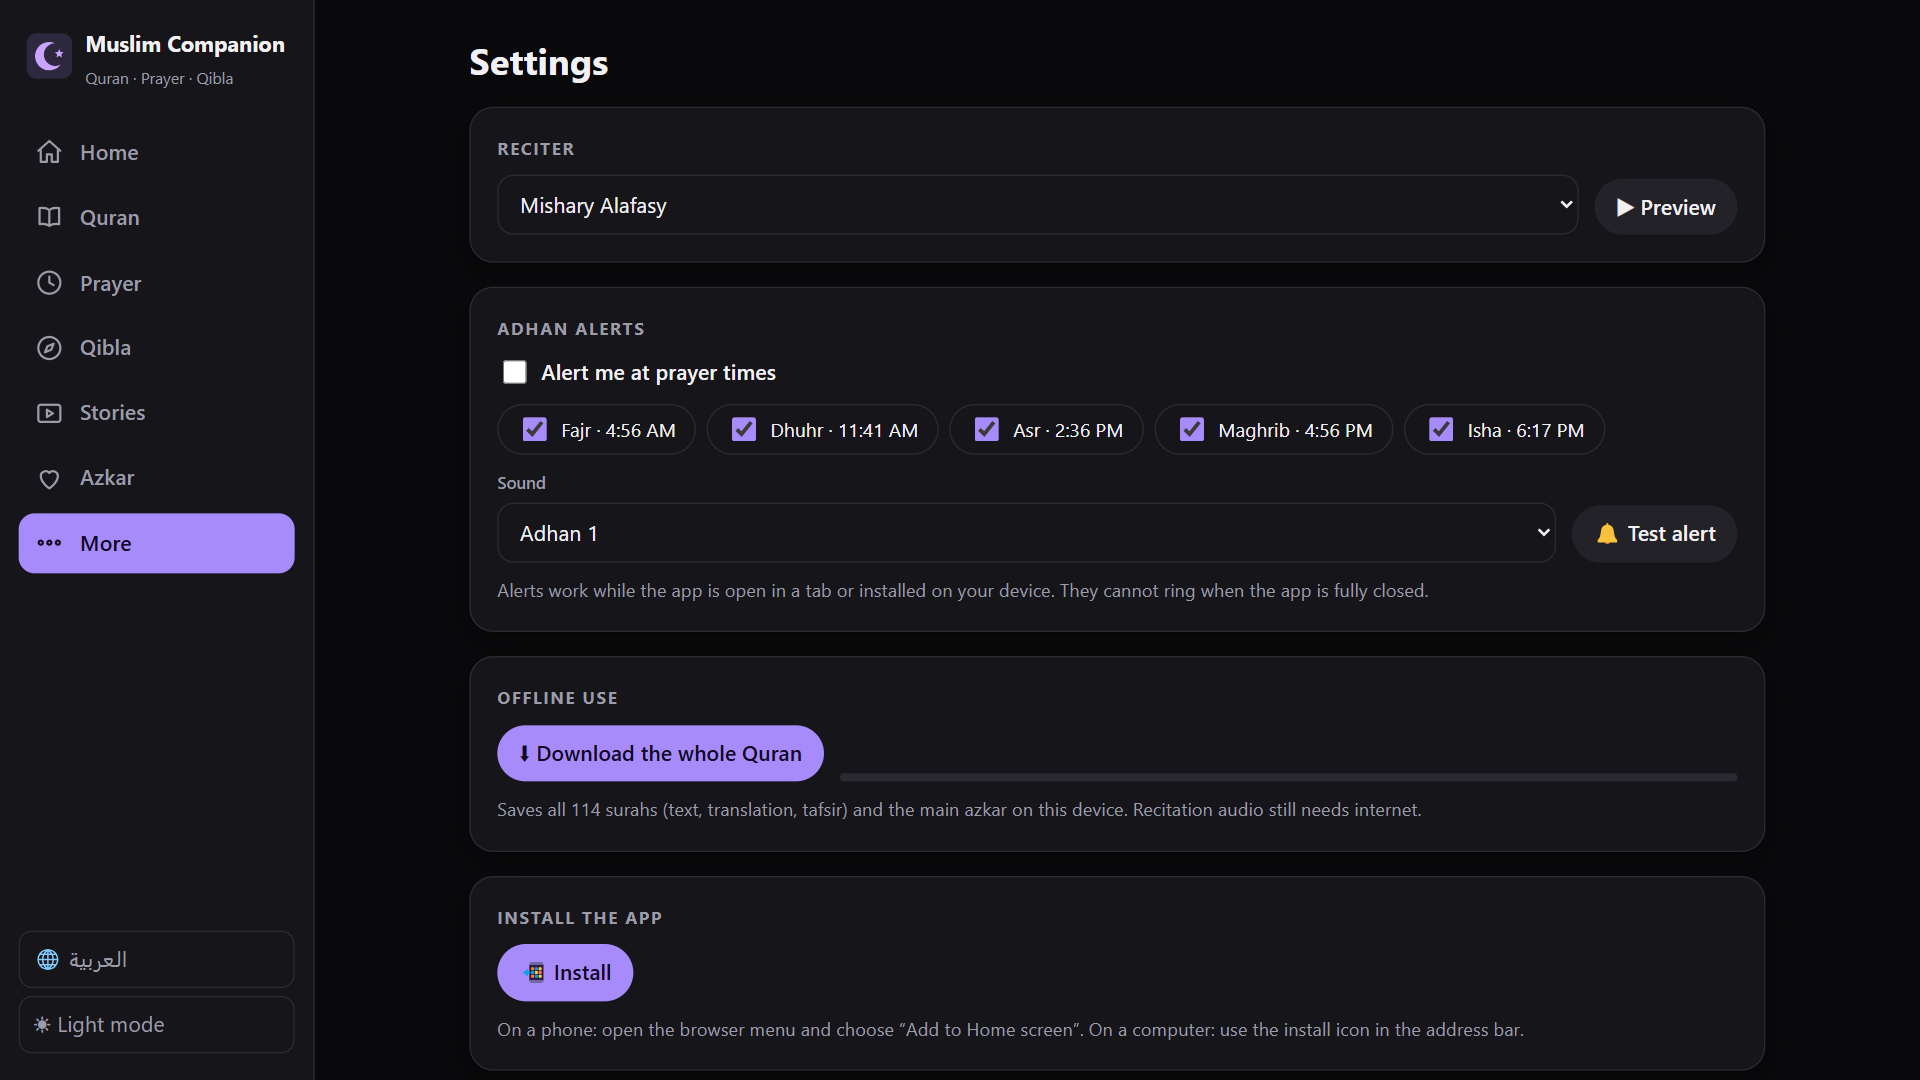 Muslim Companion
Quran · Prayer · Qibla
Home
Quran
Prayer
Qibla
Stories
Azkar
More
العربية
Light mode
Settings
RECITER
Mishary Alafasy
Preview
ADHAN ALERTS
Alert me at prayer times
Fajr · 4:56 AM
Dhuhr · 11:41 AM
Asr · 2:36 PM
Maghrib · 4:56 PM
Isha · 6:17 PM
Sound
Adhan 1
Test alert
Alerts work while the app is open in a tab or installed on your device. They cannot ring when the app is fully closed.
OFFLINE USE
Download the whole Quran
Saves all 114 surahs (text, translation, tafsir) and the main azkar on this device. Recitation audio still needs internet.
INSTALL THE APP
Install
On a phone: open the browser menu and choose “Add to Home screen”. On a computer: use the install icon in the address bar.